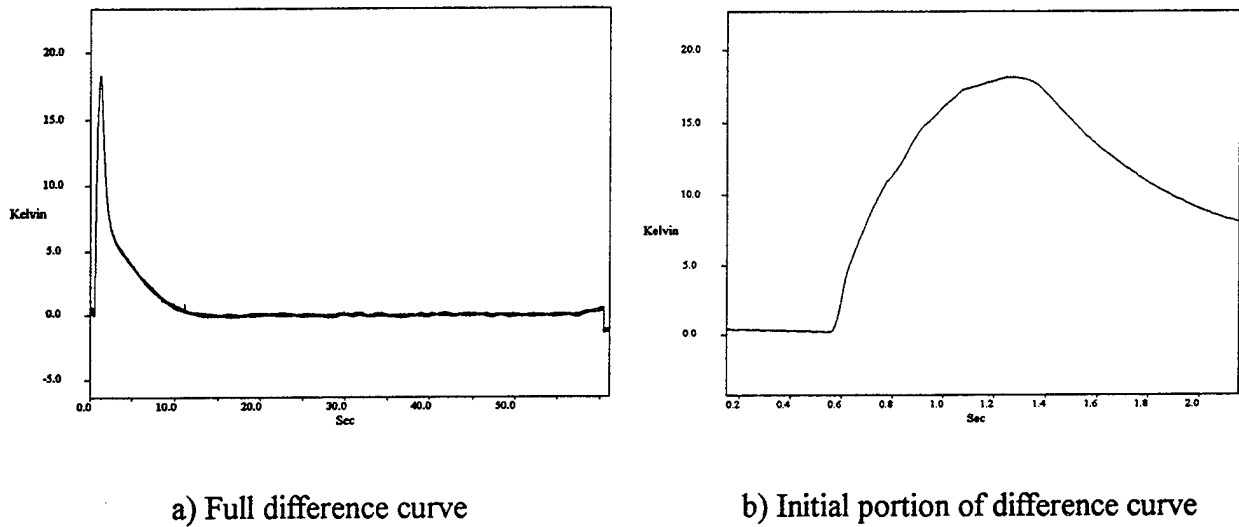 20.0
15.0
10.0
Kelvin
5.0
0.0
-5.0
0.0 10.0 20.0 30.0 40.0 50.0
Sec
20.0
15.0
10.0
Kelvin
5.0
0.0
0.2 0.4 0.6 0.8 1.0 1.2 1.4 1.6 1.8 2.0
Sec
a) Full difference curve
b) Initial portion of difference curve